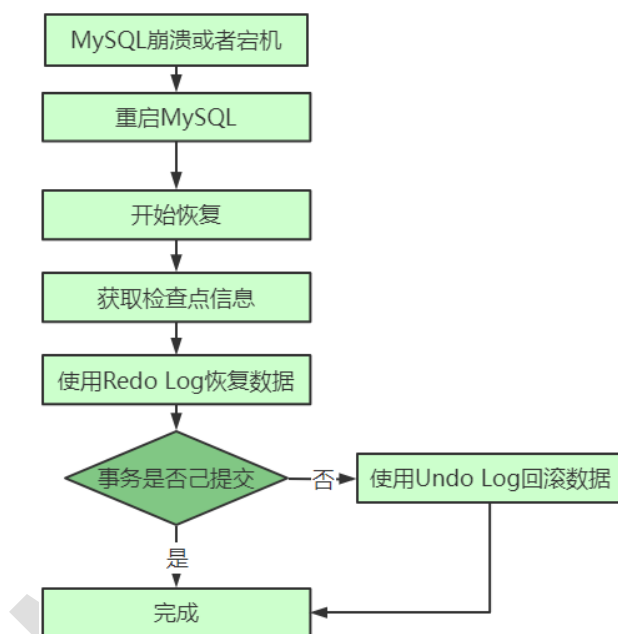 MySQL崩溃或者宕机
重启MySQL
开始恢复
获取检查点信息
使用Redo Log恢复数据
事务是否己提交
否
使用Undo Log回滚数据
是
完成